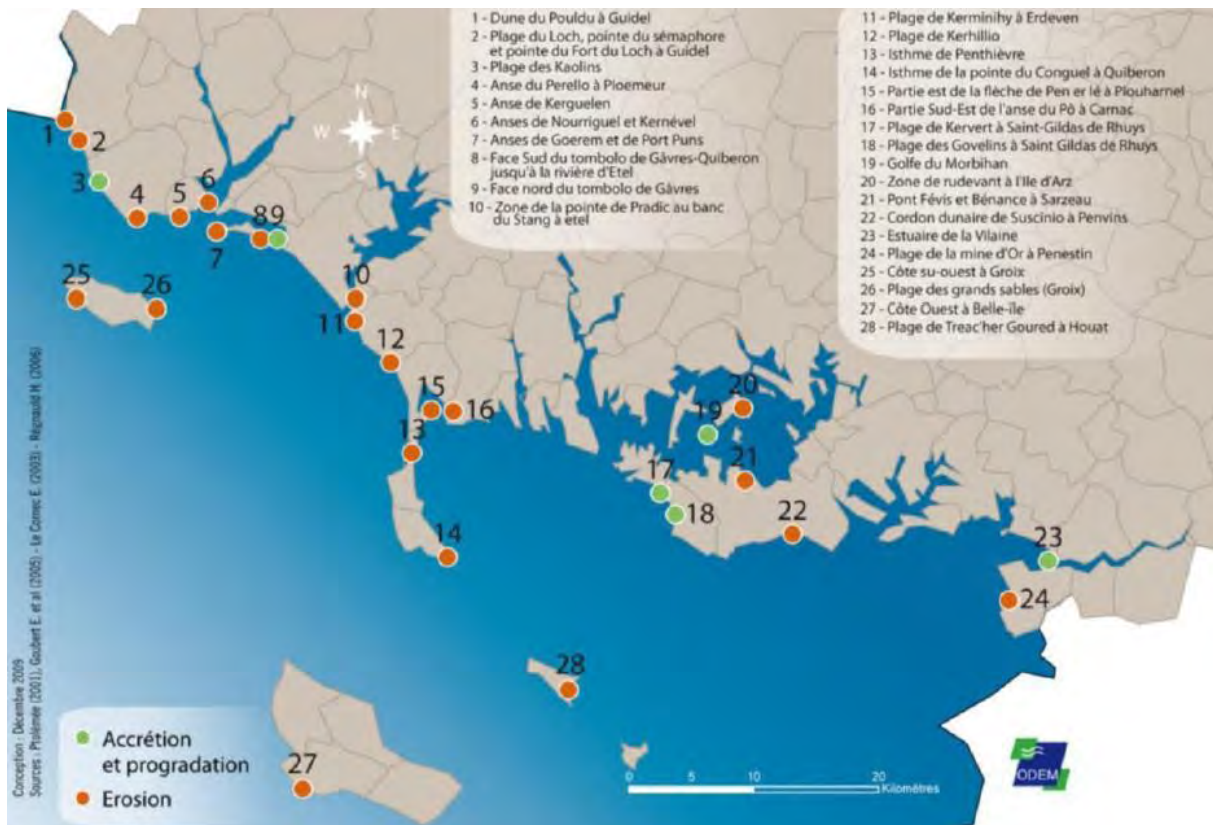 1 - Dune du Pouldu à Guidel
2 - Plage du Loch, pointe du sémaphore
et pointe du Fort du Loch à Guidel
3 - Plage des Kaolins
4 - Anse du Perello à Ploemeur
5 - Anse de Kerguelen
6 - Anses de Nourriguel et Kernével
7 - Anses de Goerem et de Port Puns
8 - Face Sud du tombolo de Gâvres-Quiberon
jusqu'à la rivière d'Etel
9 - Face nord du tombolo de Gâvres
10 - Zone de la pointe de Pradic au banc
du Stang à etel
11 - Plage de Kerminihy à Erdeven
12 - Plage de Kerhillio
13 - Isthme de Penthièvre
14 - Isthme de la pointe du Conguel à Quiberon
15 - Partie est de la flèche de Pen er lé à Plouharnel
16 - Partie Sud-Est de l'anse du Pô à Carnac
17 - Plage de Kervert à Saint-Gildas de Rhuys
18 - Plage des Govelins à Saint Gildas de Rhuys
19 - Golfe du Morbihan
20 - Zone de rudevant à l'Ile d'Arz
21 - Pont Févis et Bénance à Sarzeau
22 - Cordon dunaire de Suscinio à Penvins
23 - Estuaire de la Vilaine
24 - Plage de la mine d'Or à Penestin
25 - Côte su-ouest à Groix
26 - Plage des grands sables (Groix)
27 - Côte Ouest à Belle-île
28 - Plage de Treac'her Goured à Houat
N
W E
S
1
2
3
4
5
6
7
8 9
25
26
10
11
12
15
16
13
14
20
19
21
17
18
22
23
24
28
27
Accrétion
et progradation
Erosion
0 5 10 20
Kilomètres
ODEM
Conception : Décembre 2009
Sources : Ptolémée (2001), Goubert E. et al (2005) - Le Cornec E. (2003) - Régnauld H. (2006)